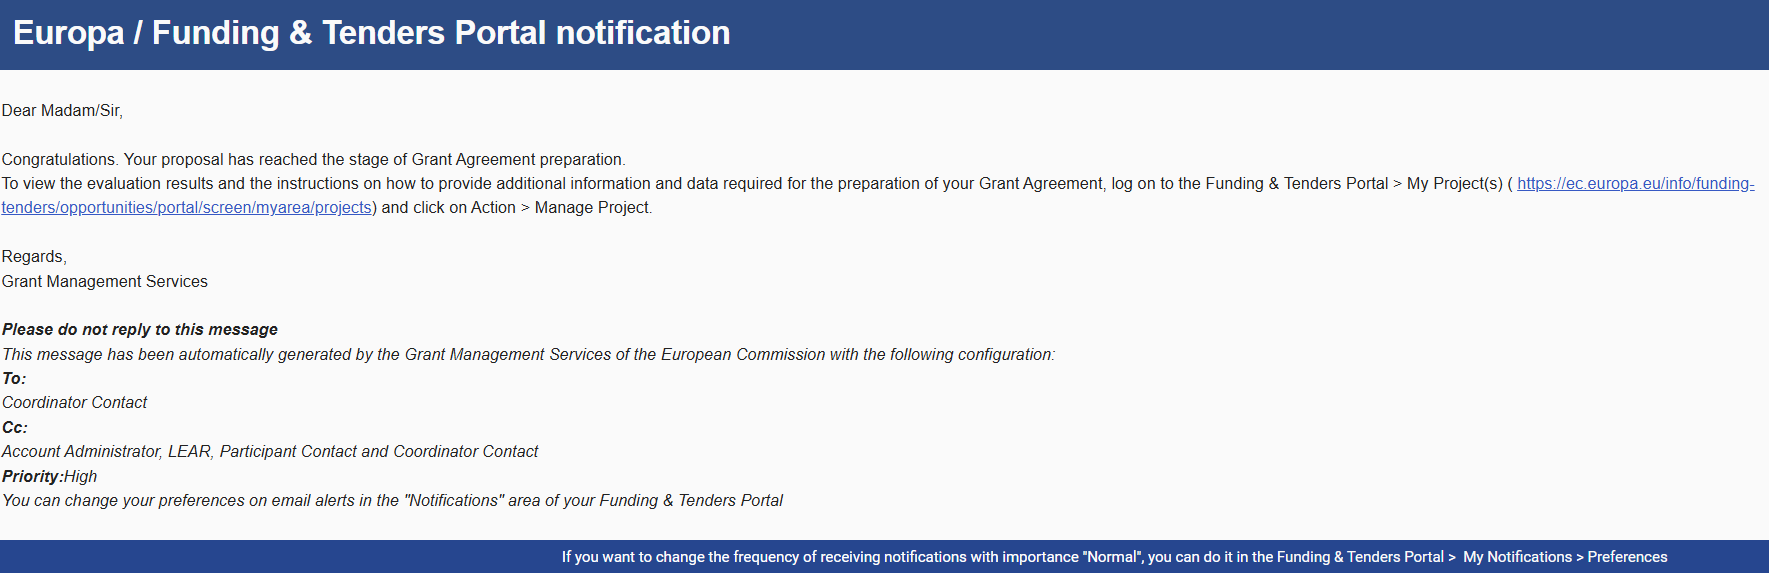 Europa / Funding & Tenders Portal notification
Dear Madam/Sir,
Congratulations. Your proposal has reached the stage of Grant Agreement preparation.
To view the evaluation results and the instructions on how to provide additional information and data required for the preparation of your Grant Agreement, log on to the Funding & Tenders Portal > My Project(s) ( https://ec.europa.eu/info/funding-
tenders/opportunities/portal/screen/myarea/projects) and click on Action > Manage Project.
Regards,
Grant Management Services
Please do not reply to this message
This message has been automatically generated by the Grant Management Services of the European Commission with the following configuration:
To:
Coordinator Contact
Cc:
Account Administrator, LEAR, Participant Contact and Coordinator Contact
Priority:High
You can change your preferences on email alerts in the "Notifications" area of your Funding & Tenders Portal
If you want to change the frequency of receiving notifications with importance "Normal", you can do it in the Funding & Tenders Portal > My Notifications > Preferences